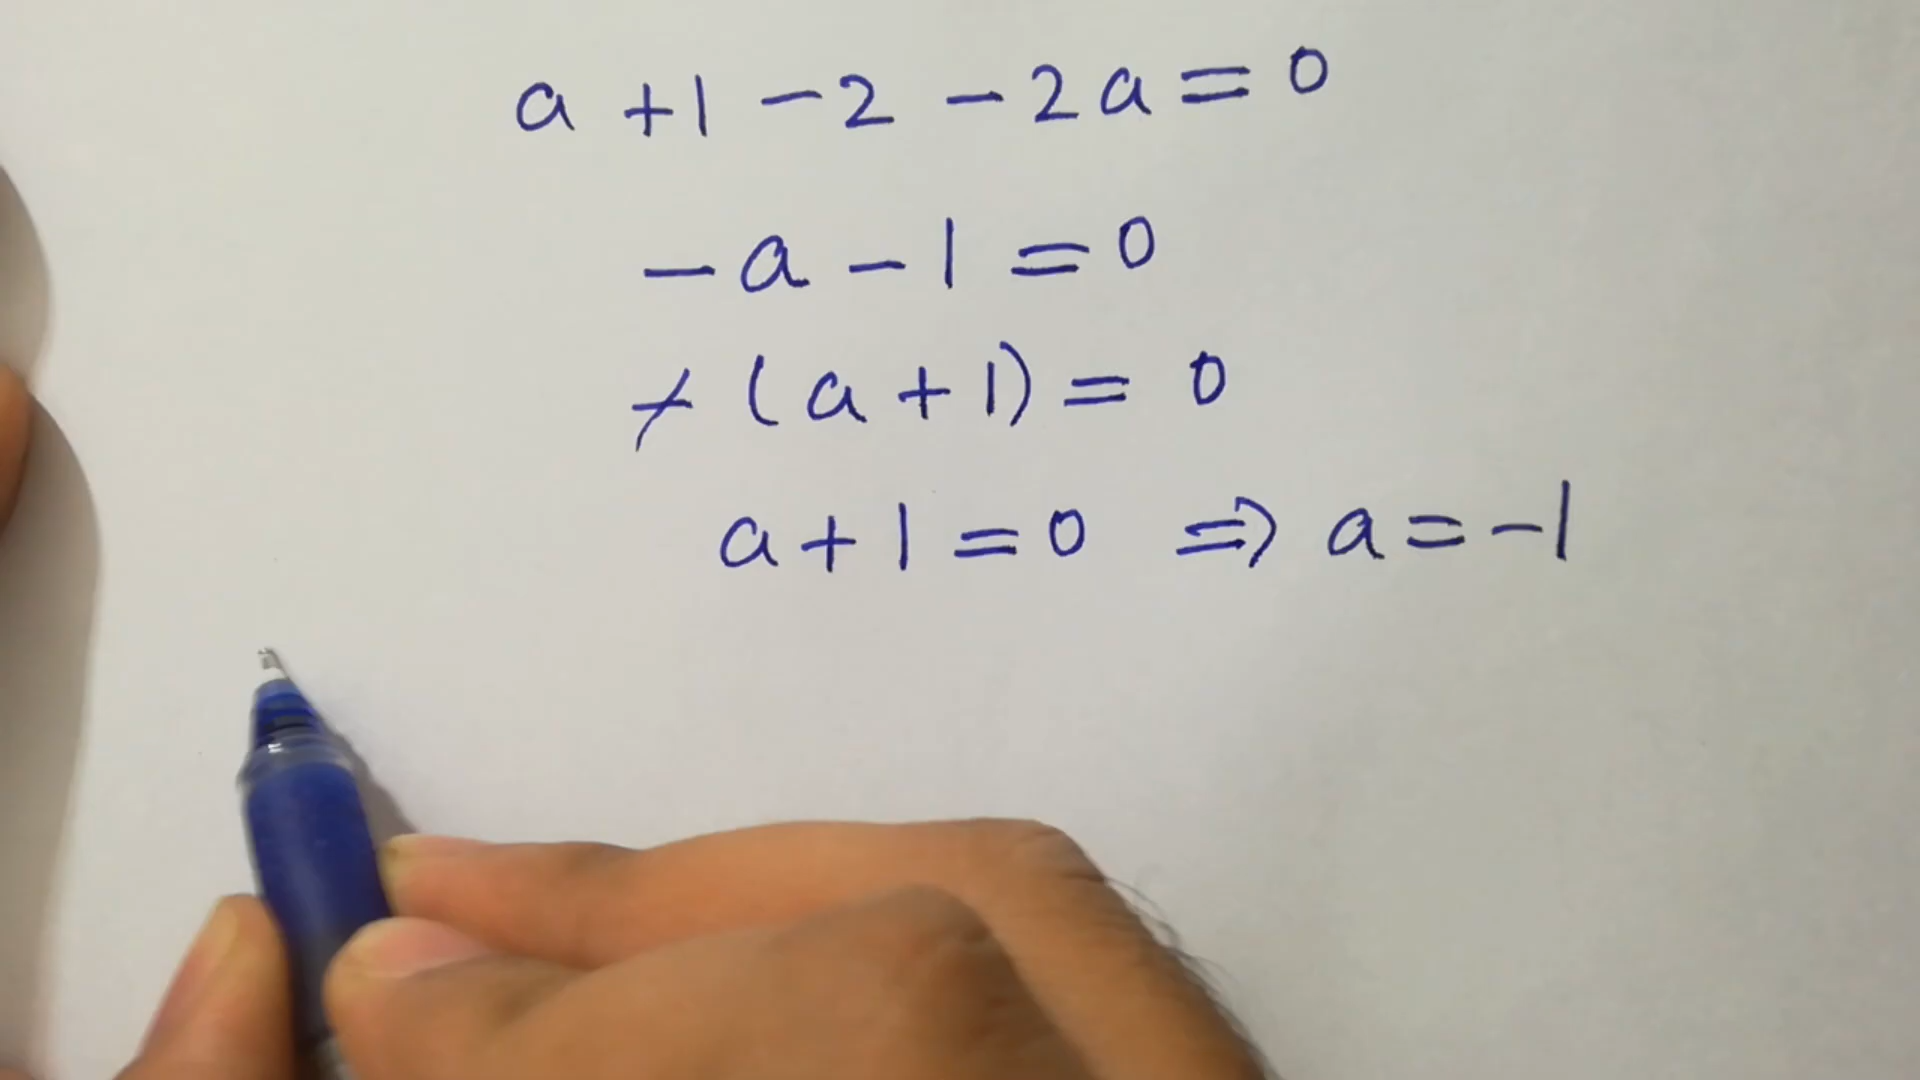 a + 1 - 2 - 2a = 0
- a - 1 = 0
- (a + 1) = 0
a + 1 = 0 ⇒ a = -1